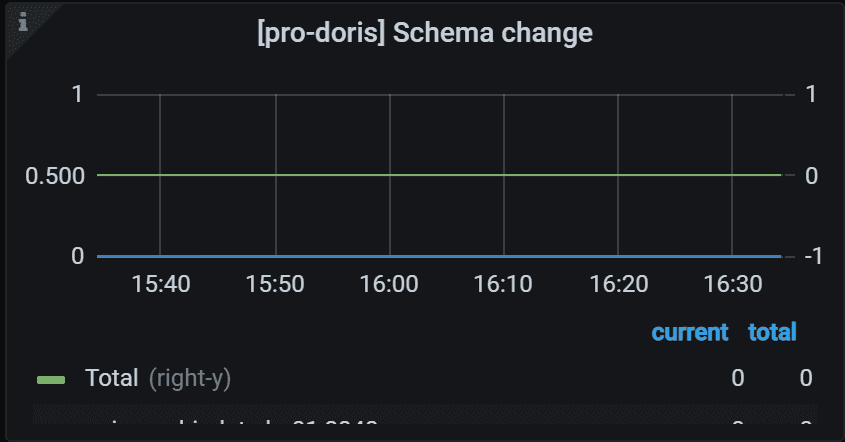 i
[pro-doris] Schema change
1 1
0.500 0
0 -1
15:40 15:50 16:00 16:10 16:20 16:30
current total
Total (right-y) 0 0